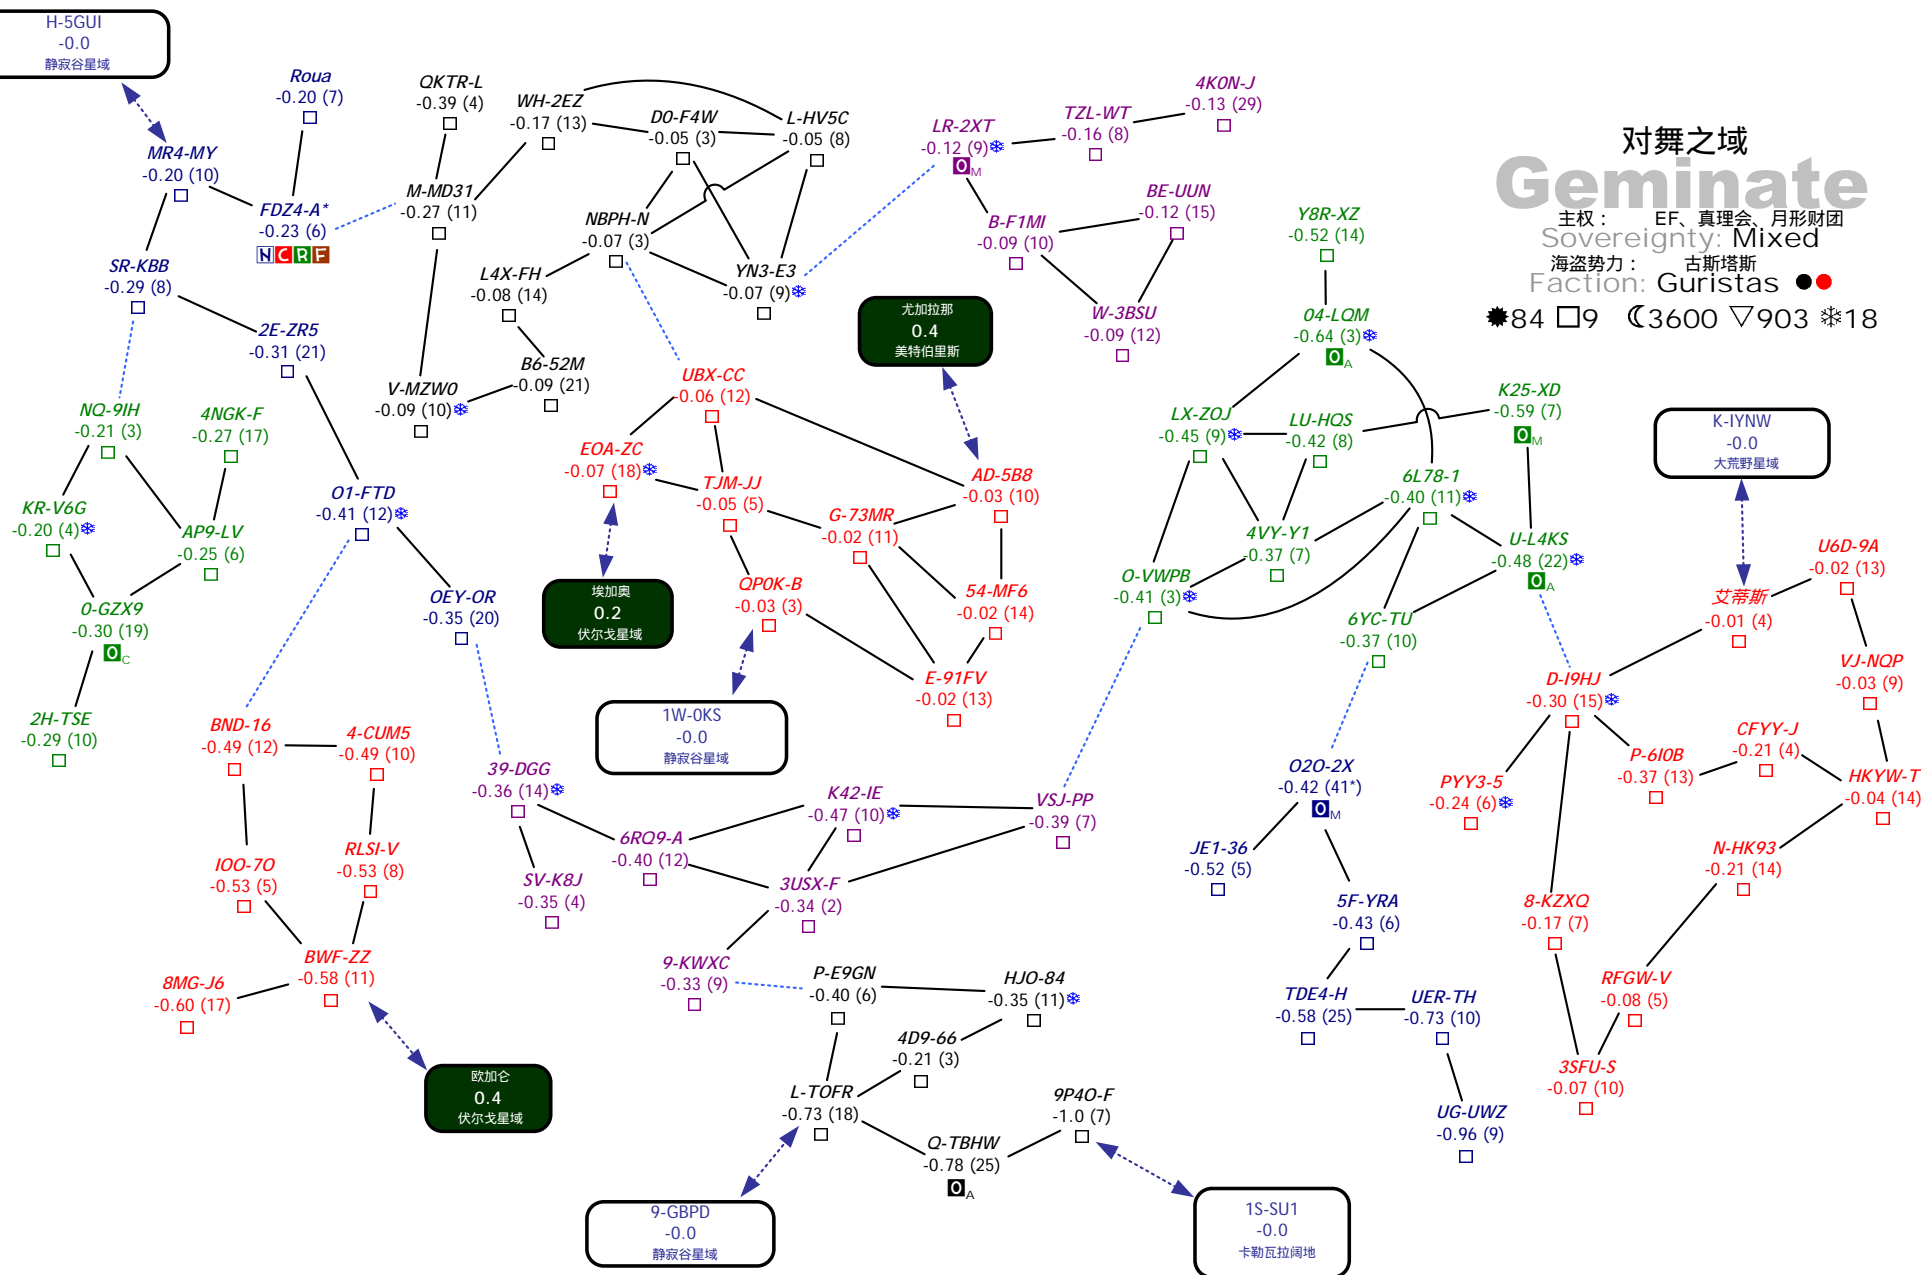 对舞之域
Geminate
主权： EF、真理会、月形财团
Sovereignty: Mixed
海盗势力： 古斯塔斯
Faction: Guristas
84 9 3600 903 18
H-5GUI
-0.0
静寂谷星域
Roua
-0.20 (7)
MR4-MY
-0.20 (10)
FDZ4-A*
-0.23 (6)
N C R F
SR-KBB
-0.29 (8)
2E-ZR5
-0.31 (21)
O1-FTD
-0.41 (12)
OEY-OR
-0.35 (20)
QKTR-L
-0.39 (4)
WH-2EZ
-0.17 (13)
D0-F4W
-0.05 (3)
L-HV5C
-0.05 (8)
M-MD31
-0.27 (11)
NBPH-N
-0.07 (3)
L4X-FH
-0.08 (14)
YN3-E3
-0.07 (9)
B6-52M
-0.09 (21)
V-MZW0
-0.09 (10)
LR-2XT
-0.12 (9)
0M
TZL-WT
-0.16 (8)
4K0N-J
-0.13 (29)
B-F1MI
-0.09 (10)
BE-UUN
-0.12 (15)
W-3BSU
-0.09 (12)
尤加拉那
0.4
美特伯里斯
Y8R-XZ
-0.52 (14)
04-LQM
-0.64 (3)
0A
LX-ZOJ
-0.45 (9)
LU-HQS
-0.42 (8)
K25-XD
-0.59 (7)
0M
6L78-1
-0.40 (11)
4VY-Y1
-0.37 (7)
U-L4KS
-0.48 (22)
0A
O-VWPB
-0.41 (3)
6YC-TU
-0.37 (10)
K-IYNW
-0.0
大荒野星域
NQ-9IH
-0.21 (3)
4NGK-F
-0.27 (17)
KR-V6G
-0.20 (4)
AP9-LV
-0.25 (6)
0-GZX9
-0.30 (19)
0C
2H-TSE
-0.29 (10)
UBX-CC
-0.06 (12)
EOA-ZC
-0.07 (18)
TJM-JJ
-0.05 (5)
AD-5B8
-0.03 (10)
G-73MR
-0.02 (11)
QP0K-B
-0.03 (3)
54-MF6
-0.02 (14)
E-91FV
-0.02 (13)
埃加奥
0.2
伏尔戈星域
1W-0KS
-0.0
静寂谷星域
U6D-9A
-0.02 (13)
艾蒂斯
-0.01 (4)
VJ-NQP
-0.03 (9)
D-I9HJ
-0.30 (15)
CFYY-J
-0.21 (4)
P-6I0B
-0.37 (13)
HKYW-T
-0.04 (14)
PYY3-5
-0.24 (6)
N-HK93
-0.21 (14)
8-KZXQ
-0.17 (7)
RFGW-V
-0.08 (5)
3SFU-S
-0.07 (10)
BND-16
-0.49 (12)
4-CUM5
-0.49 (10)
IOO-7O
-0.53 (5)
RLSI-V
-0.53 (8)
BWF-ZZ
-0.58 (11)
8MG-J6
-0.60 (17)
欧加仑
0.4
伏尔戈星域
39-DGG
-0.36 (14)
6RQ9-A
-0.40 (12)
SV-K8J
-0.35 (4)
K42-IE
-0.47 (10)
VSJ-PP
-0.39 (7)
3USX-F
-0.34 (2)
9-KWXC
-0.33 (9)
P-E9GN
-0.40 (6)
HJO-84
-0.35 (11)
4D9-66
-0.21 (3)
L-TOFR
-0.73 (18)
9P4O-F
-1.0 (7)
Q-TBHW
-0.78 (25)
0A
9-GBPD
-0.0
静寂谷星域
1S-SU1
-0.0
卡勒瓦拉阔地
O2O-2X
-0.42 (41*)
0M
JE1-36
-0.52 (5)
5F-YRA
-0.43 (6)
TDE4-H
-0.58 (25)
UER-TH
-0.73 (10)
UG-UWZ
-0.96 (9)